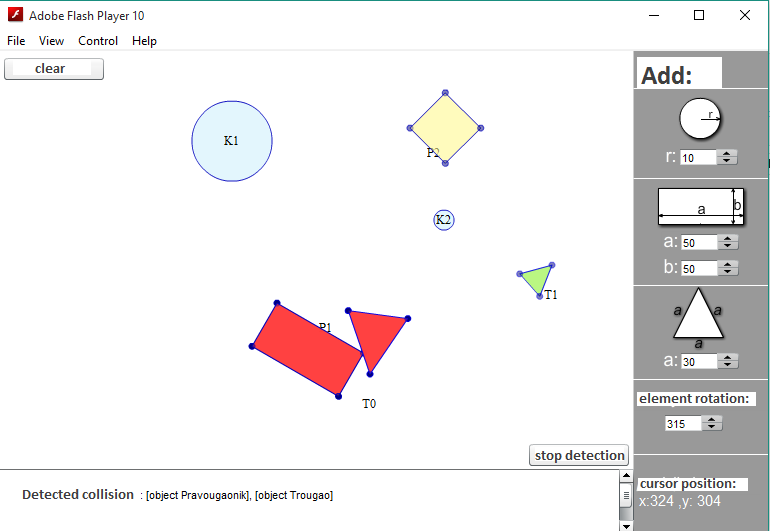 Adobe Flash Player 10
File View Control Help
clear
K1
P2
K2
T1
P1
T0
stop detection
Detected collision : [object Pravougaonik], [object Trougao]
Add:
r
r: 10
a
b
a: 50
b: 50
a
a
a
a: 30
element rotation:
315
cursor position:
x:324 ,y: 304